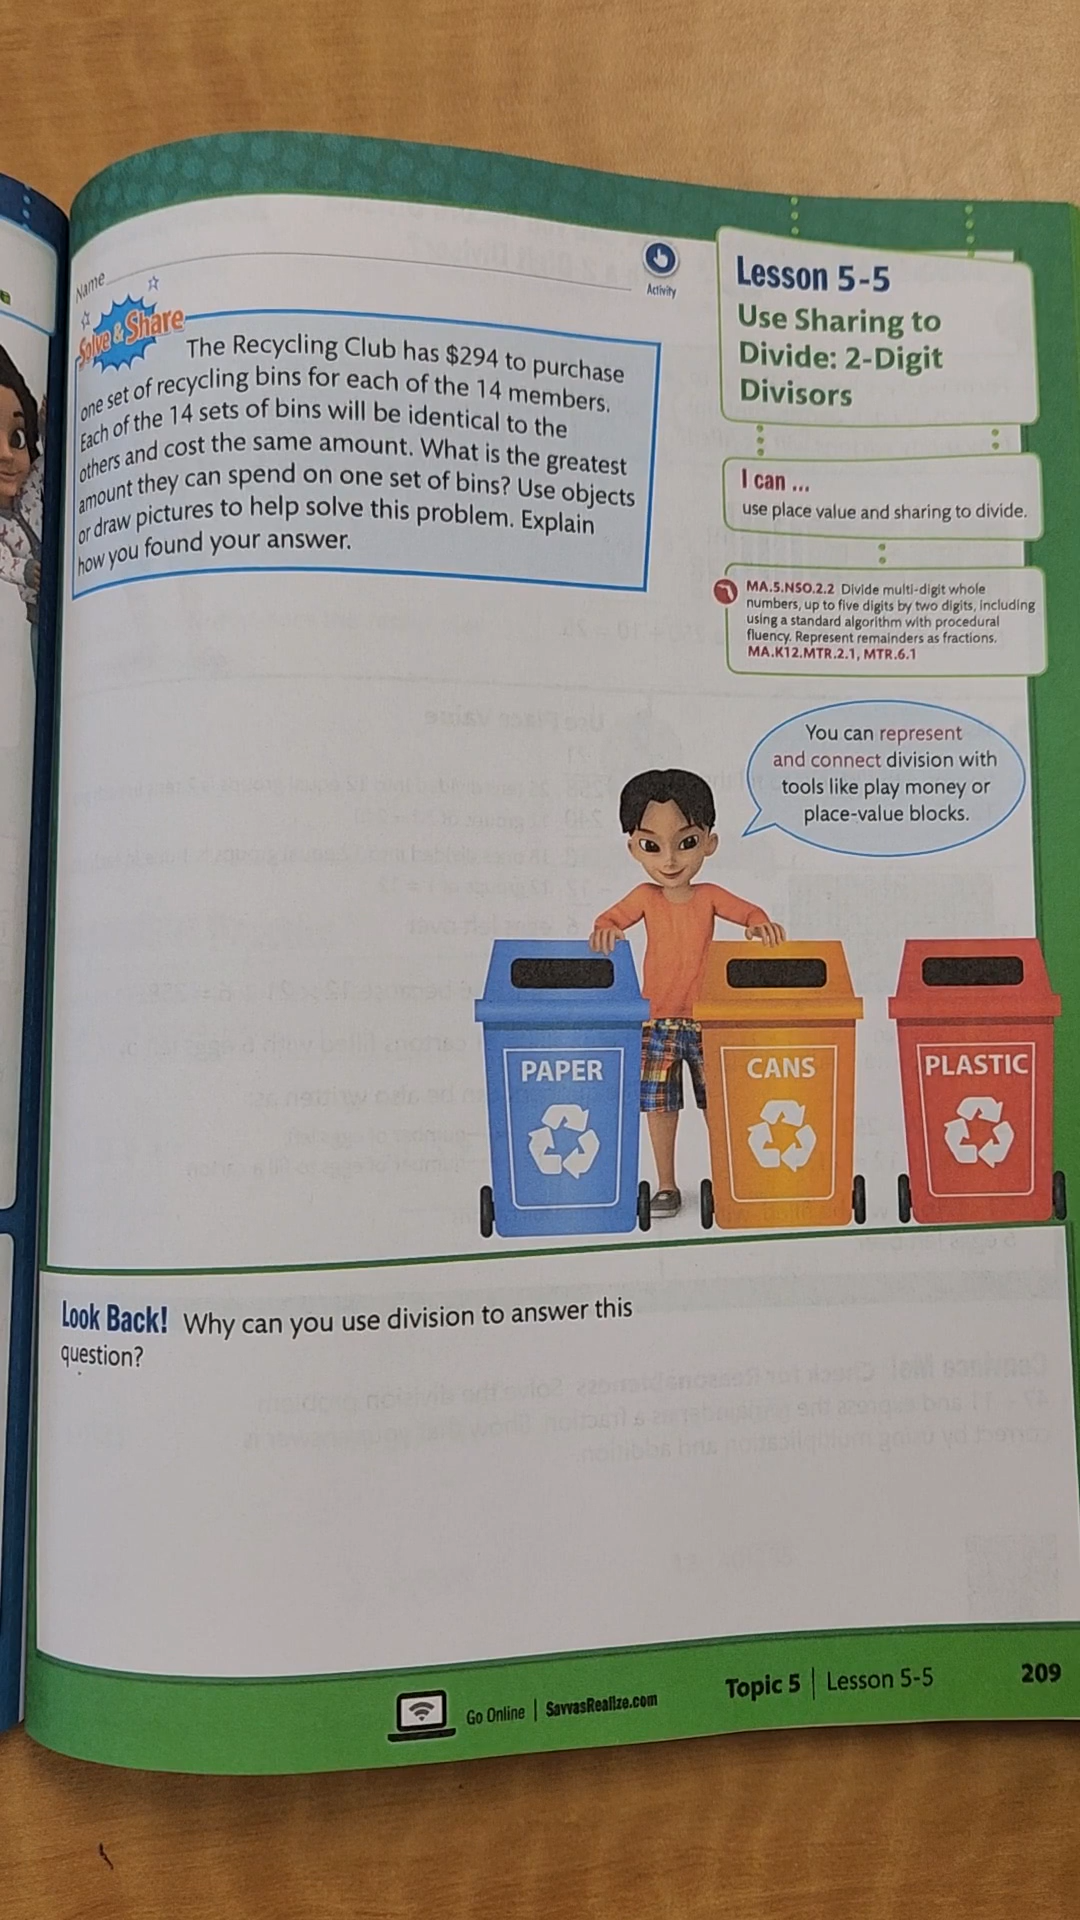 Name
Activity
Solve & Share
The Recycling Club has $294 to purchase
one set of recycling bins for each of the 14 members.
Each of the 14 sets of bins will be identical to the
others and cost the same amount. What is the greatest
amount they can spend on one set of bins? Use objects
or draw pictures to help solve this problem. Explain
how you found your answer.
Lesson 5-5
Use Sharing to
Divide: 2-Digit
Divisors
I can ...
use place value and sharing to divide.
MA.5.NSO.2.2 Divide multi-digit whole
numbers, up to five digits by two digits, including
using a standard algorithm with procedural
fluency. Represent remainders as fractions.
MA.K12.MTR.2.1, MTR.6.1
You can represent
and connect division with
tools like play money or
place-value blocks.
PAPER
CANS
PLASTIC
Look Back! Why can you use division to answer this
question?
Go Online | SavvasRealize.com
Topic 5 | Lesson 5-5
209